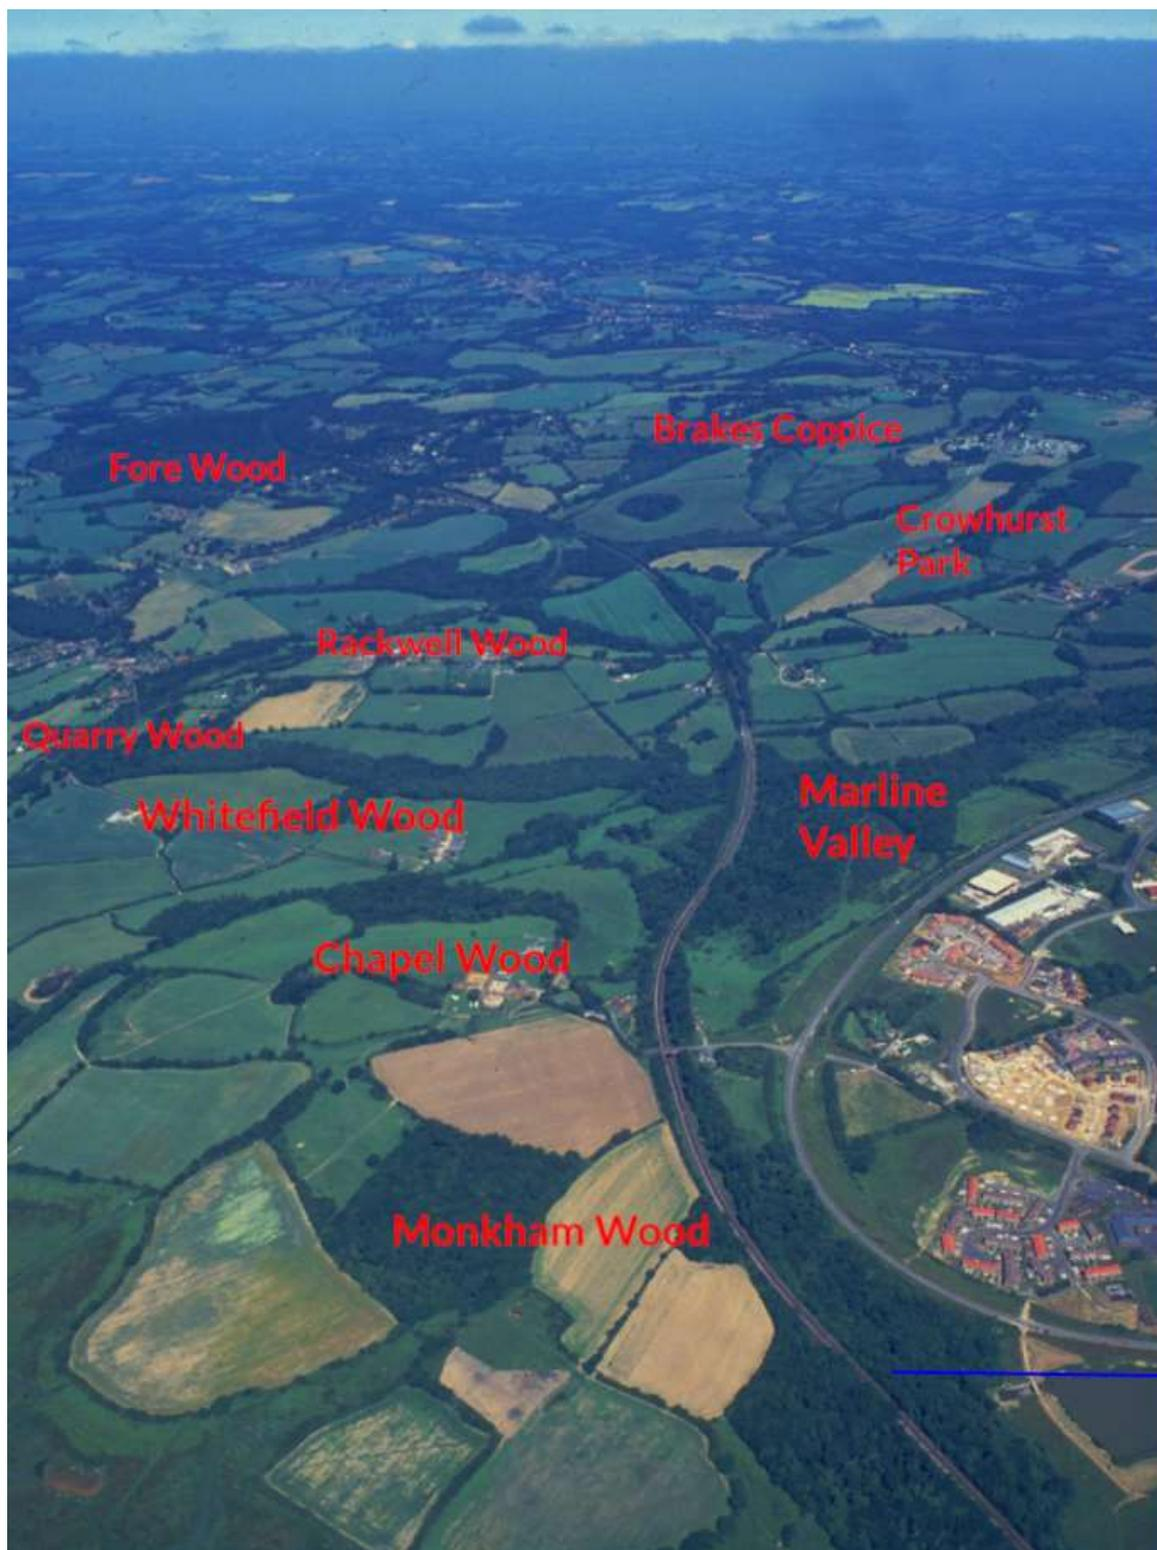 Brakes Coppice
Fore Wood
Crowhurst
Park
Rackwell Wood
Quarry Wood
Marline
Valley
Whitefield Wood
Chapel Wood
Monkham Wood